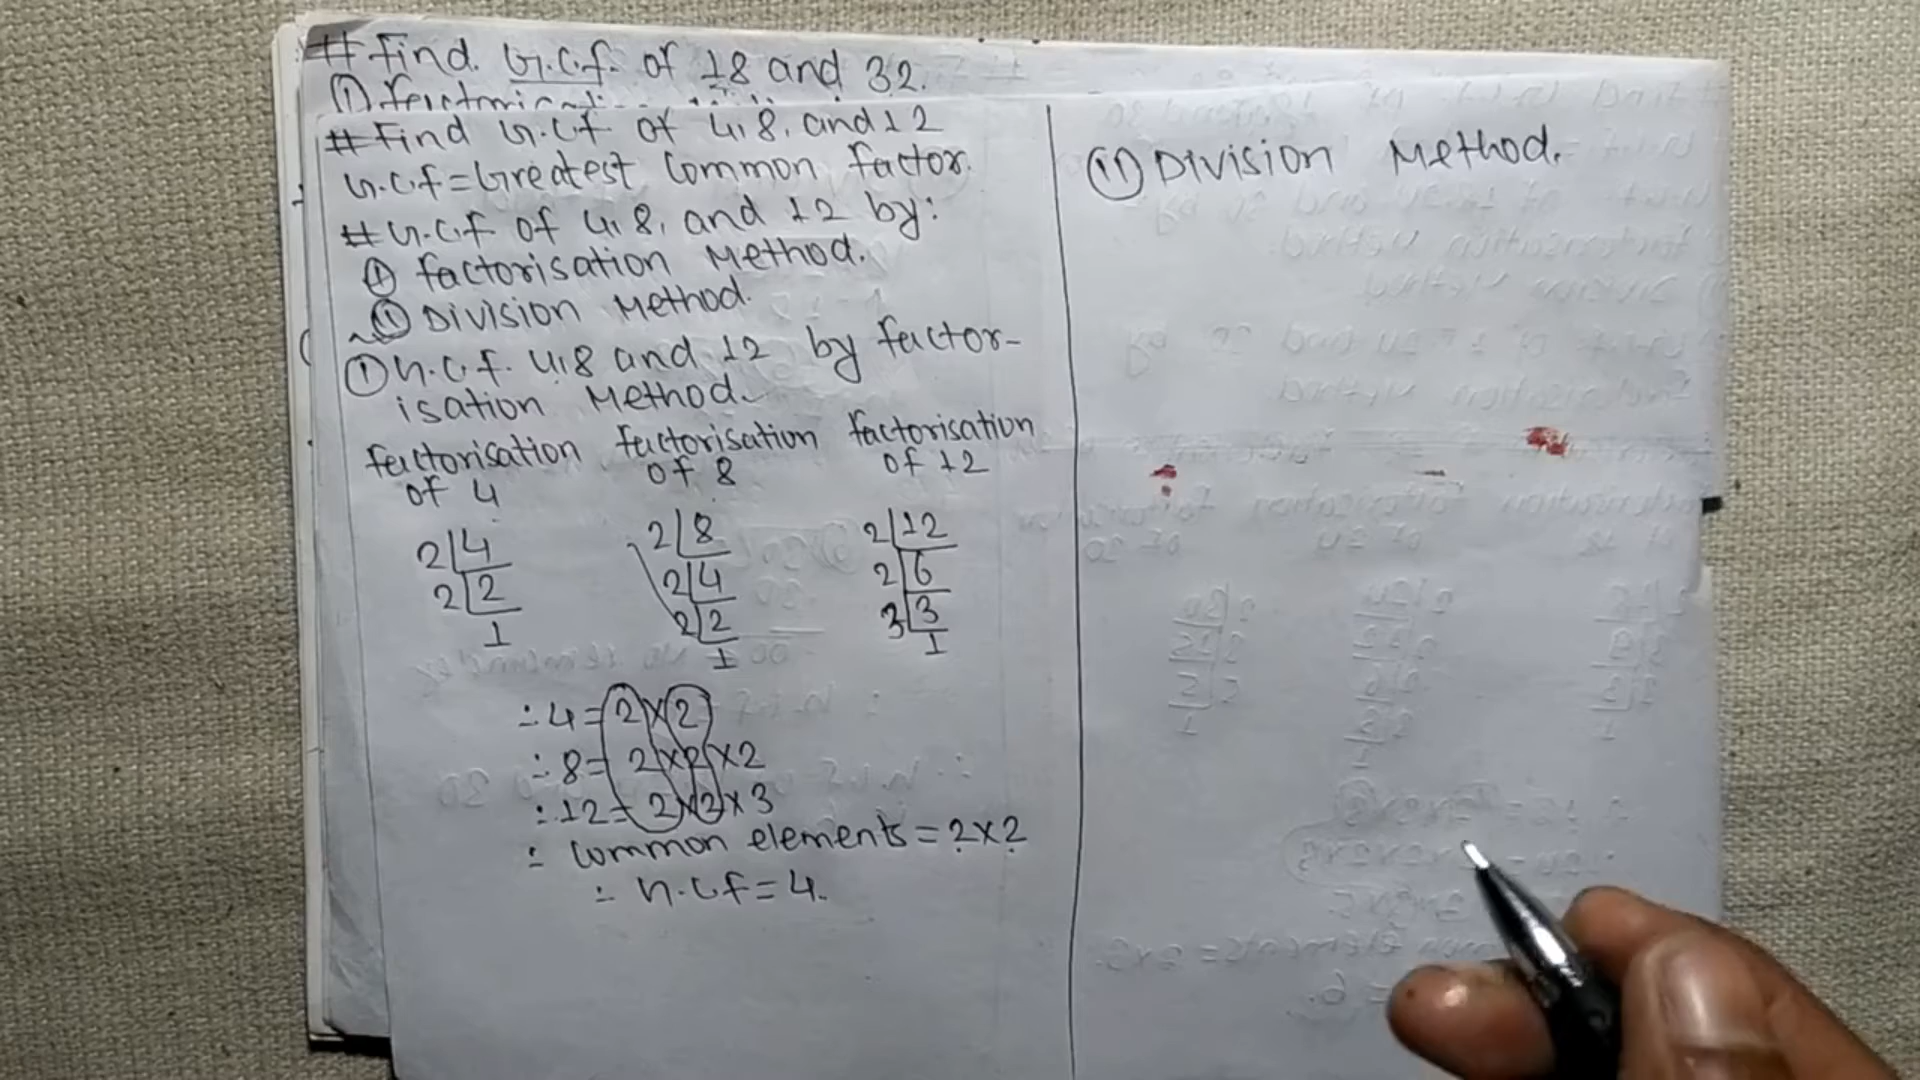 # Find G.C.f. of 18 and 32.
# Find G.C.f. of 4, 8, and 12
G.C.f = Greatest Common factor.
# G.C.f of 4, 8, and 12 by:
(i) factorisation Method.
(ii) Division Method.
(i) G.C.f. 4, 8 and 12 by factor-
isation Method.
factorisation factorisation factorisation
of 4 of 8 of 12
2 4 2 8 2 12
2 2 2 4 2 6
1 2 2 3 3
1 1
∴ 4 = 2 × 2
∴ 8 = 2 × 2 × 2
∴ 12 = 2 × 2 × 3
∴ Common elements = 2 × 2
∴ G.C.f = 4.
(ii) Division Method.